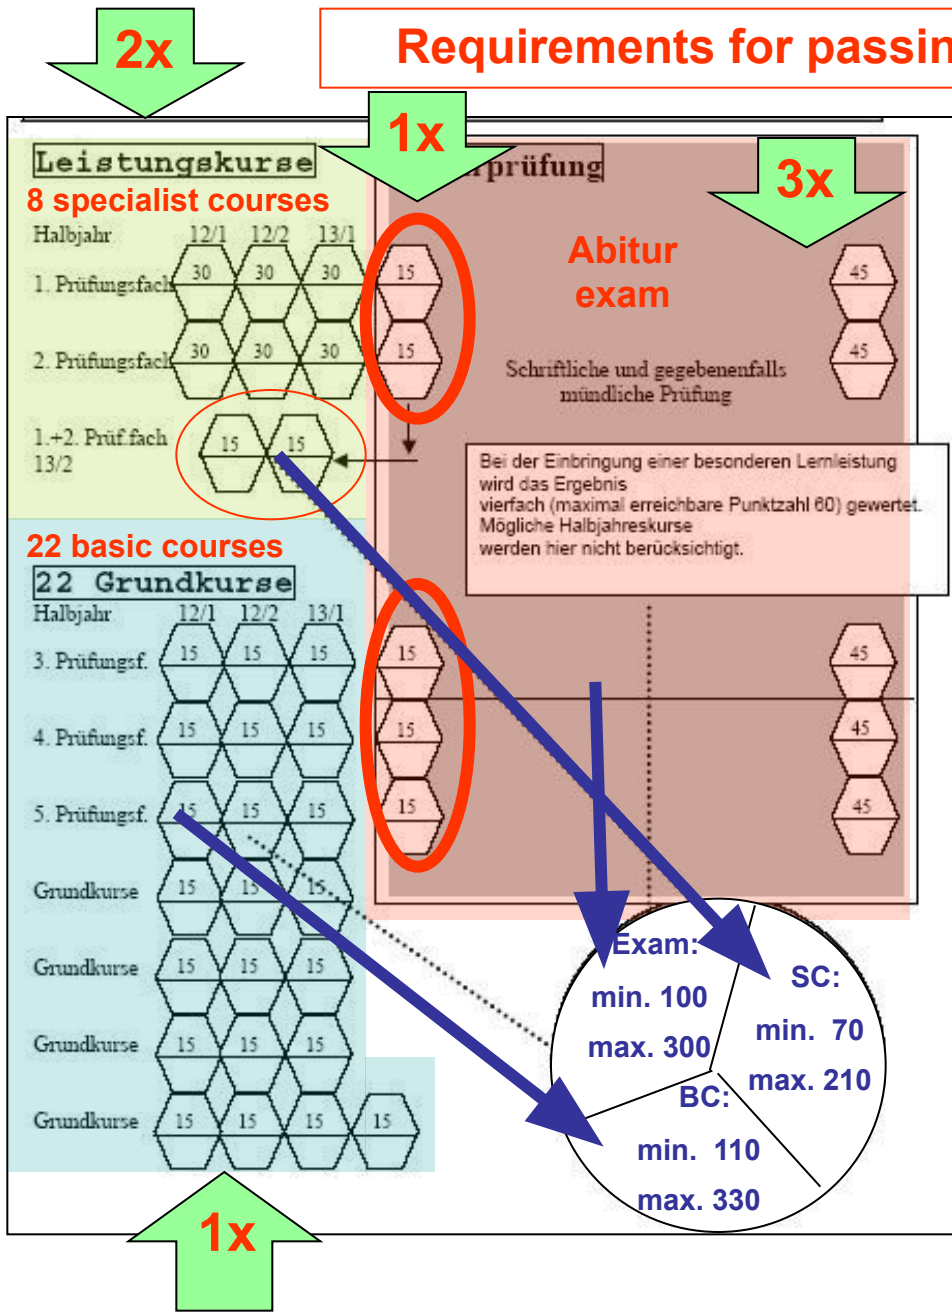 2x
Requirements for passin
1x
3x
Leistungskurse
rprüfung
8 specialist courses
Halbjahr 12/1 12/2 13/1
Abitur
exam
1. Prüfungsfach 30 30 30 15 45
2. Prüfungsfach 30 30 30 15 45
Schriftliche und gegebenenfalls
mündliche Prüfung
1.+2. Prüf.fach 15 15
13/2
Bei der Einbringung einer besonderen Lernleistung
wird das Ergebnis
vierfach (maximal erreichbare Punktzahl 60) gewertet.
Mögliche Halbjahreskurse
werden hier nicht berücksichtigt.
22 basic courses
22 Grundkurse
Halbjahr 12/1 12/2 13/1
3. Prüfungsf. 15 15 15 15 45
4. Prüfungsf. 15 15 15 15 45
5. Prüfungsf. 15 15 15 15 45
Grundkurse 15 15 15
Grundkurse 15 15 15
Grundkurse 15 15 15
Grundkurse 15 15 15 15
Exam:
min. 100
max. 300
SC:
min. 70
max. 210
BC:
min. 110
max. 330
1x